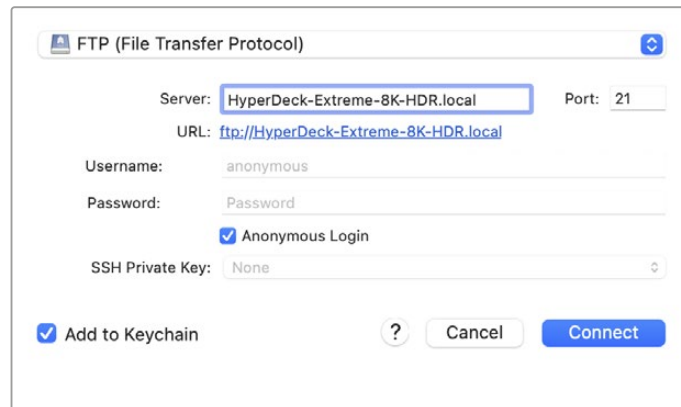 FTP (File Transfer Protocol)
Server: HyperDeck-Extreme-8K-HDR.local Port: 21
URL: ftp://HyperDeck-Extreme-8K-HDR.local
Username: anonymous
Password: Password
Anonymous Login
SSH Private Key: None
Add to Keychain ? Cancel Connect